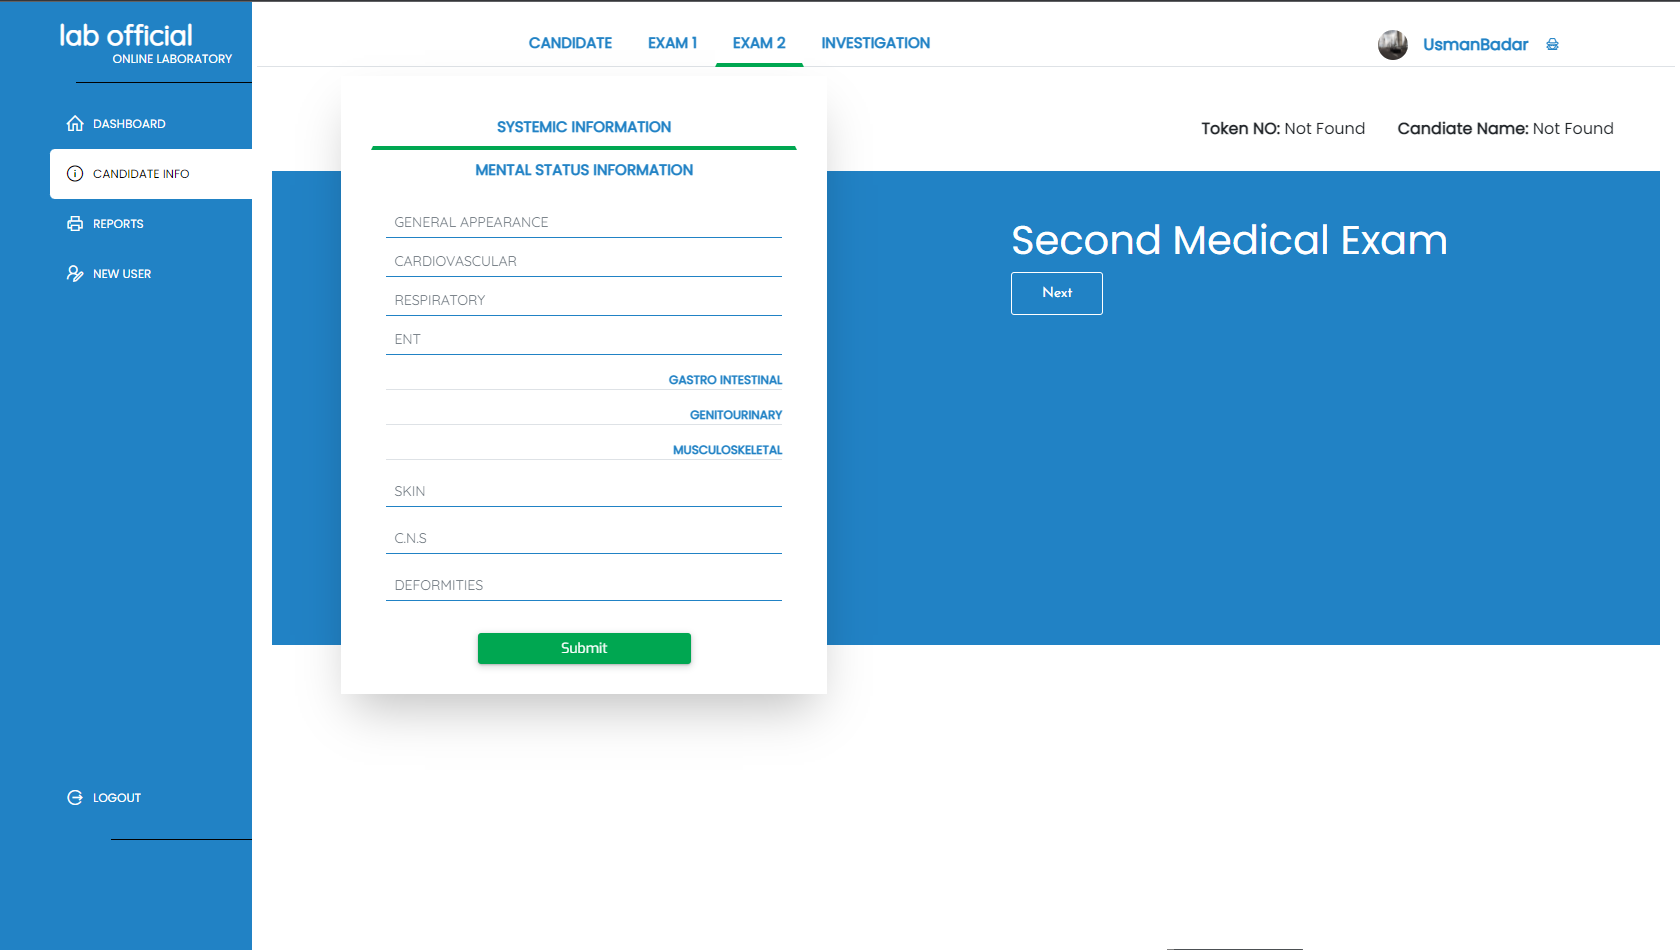 lab official
ONLINE LABORATORY
DASHBOARD
CANDIDATE INFO
REPORTS
NEW USER
LOGOUT
CANDIDATE EXAM 1 EXAM 2 INVESTIGATION
UsmanBadar
Token NO: Not Found Candiate Name: Not Found
SYSTEMIC INFORMATION
MENTAL STATUS INFORMATION
GENERAL APPEARANCE
CARDIOVASCULAR
RESPIRATORY
ENT
GASTRO INTESTINAL
GENITOURINARY
MUSCULOSKELETAL
SKIN
C.N.S
DEFORMITIES
Submit
Second Medical Exam
Next